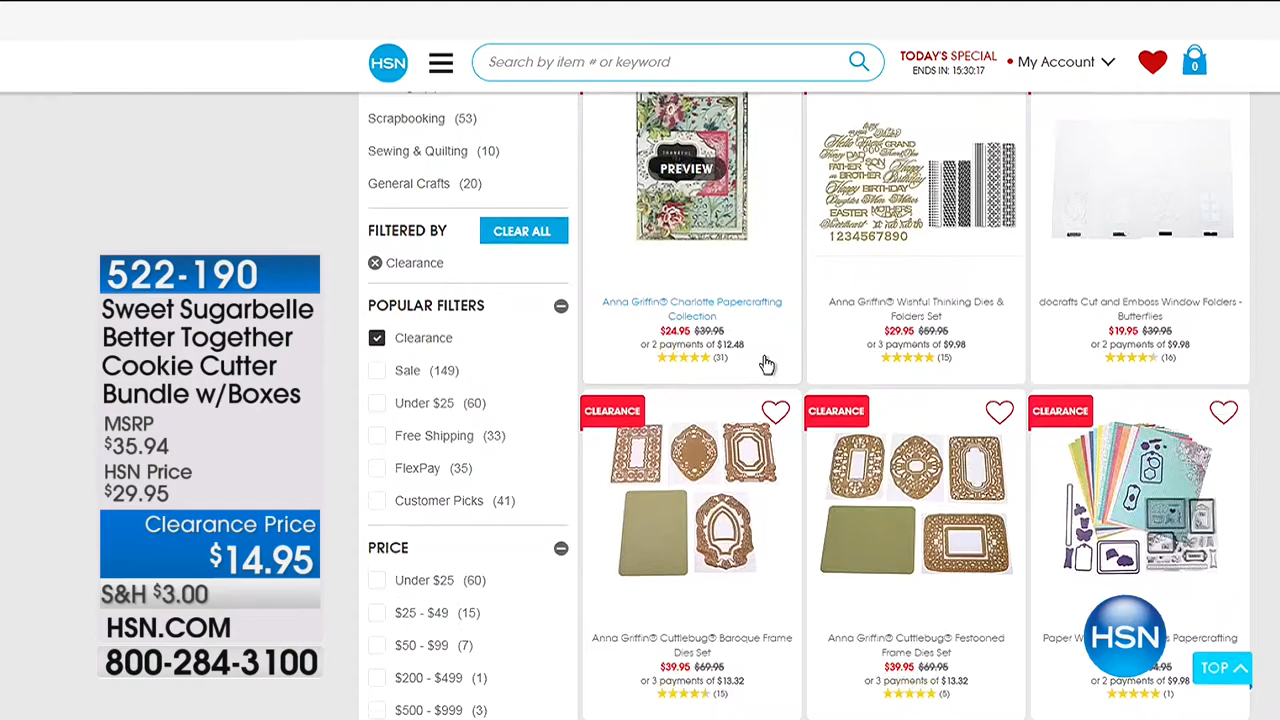 HSN
Search by item # or keyword
TODAY'S SPECIAL
ENDS IN: 15:30:17
My Account
0
Scrapbooking (53)
Sewing & Quilting (10)
General Crafts (20)
FILTERED BY
CLEAR ALL
Clearance
POPULAR FILTERS
Clearance
Sale (149)
Under $25 (60)
Free Shipping (33)
FlexPay (35)
Customer Picks (41)
PRICE
Under $25 (60)
$25 - $49 (15)
$50 - $99 (7)
$200 - $499 (1)
$500 - $999 (3)
522-190
Sweet Sugarbelle
Better Together
Cookie Cutter
Bundle w/Boxes
MSRP
$35.94
HSN Price
$29.95
Clearance Price
$14.95
S&H $3.00
HSN.COM
800-284-3100
PREVIEW
Anna Griffin® Charlotte Papercrafting
Collection
$24.95 $39.95
or 2 payments of $12.48
(31)
GRAND
FATHER
BROTHER
BIRTHDAY
EASTER
1234567890
Anna Griffin® Wishful Thinking Dies &
Folders Set
$29.95 $59.95
or 3 payments of $9.98
(15)
docrafts Cut and Emboss Window Folders -
Butterflies
$19.95 $39.95
or 2 payments of $9.98
(16)
CLEARANCE
Anna Griffin® Cuttlebug® Baroque Frame
Dies Set
$39.95 $69.95
or 3 payments of $13.32
(15)
CLEARANCE
Anna Griffin® Cuttlebug® Festooned
Frame Dies Set
$39.95 $69.95
or 3 payments of $13.32
(5)
CLEARANCE
Paper Papercrafting
payments of $9.98
(1)
HSN
TOP